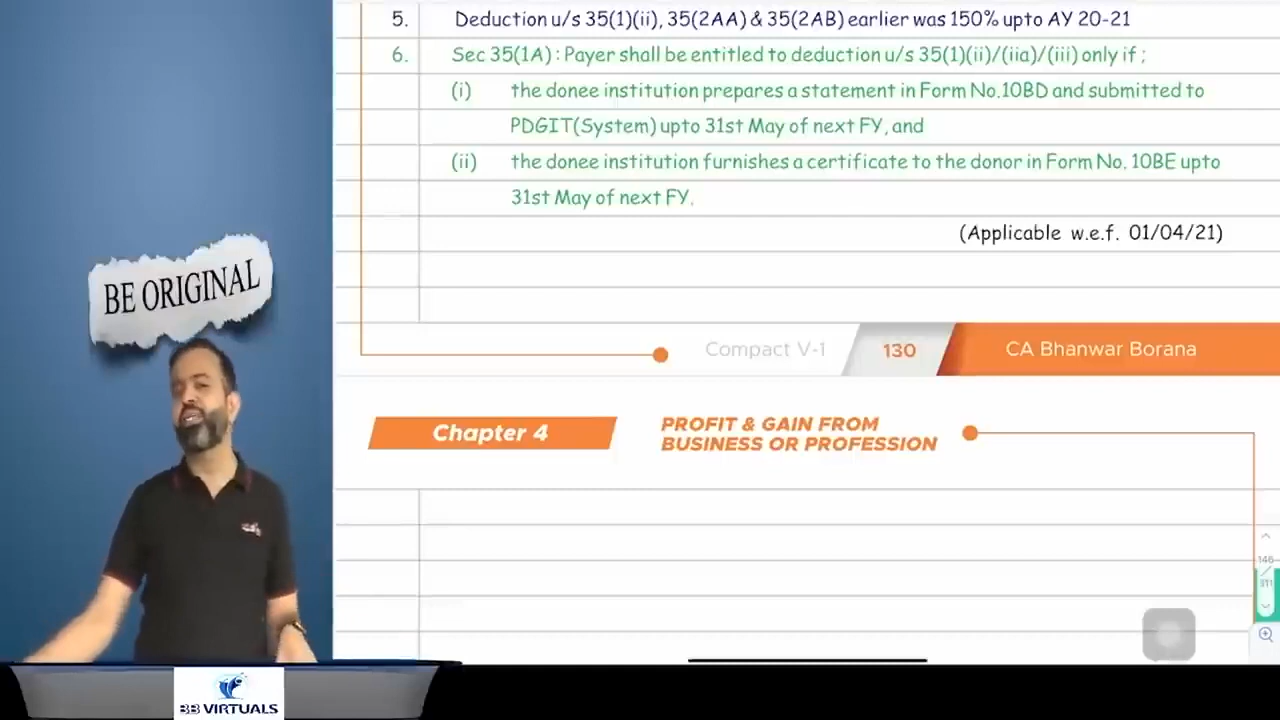 5. Deduction u/s 35(1)(ii), 35(2AA) & 35(2AB) earlier was 150% upto AY 20-21
6. Sec 35(1A) : Payer shall be entitled to deduction u/s 35(1)(ii)/(iia)/(iii) only if ;
(i) the donee institution prepares a statement in Form No.10BD and submitted to
PDGIT(System) upto 31st May of next FY, and
(ii) the donee institution furnishes a certificate to the donor in Form No. 10BE upto
31st May of next FY.
(Applicable w.e.f. 01/04/21)
BE ORIGINAL
Compact V-1 130 CA Bhanwar Borana
Chapter 4
PROFIT & GAIN FROM
BUSINESS OR PROFESSION
146
BB VIRTUALS